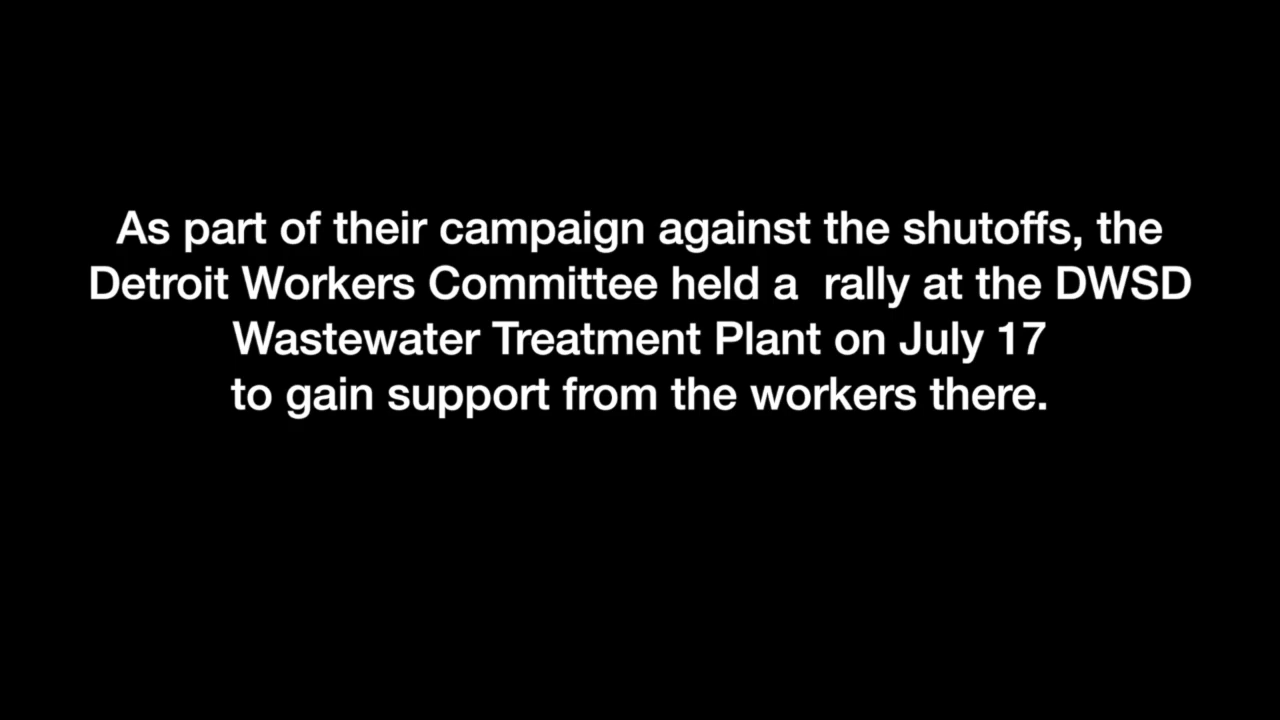 As part of their campaign against the shutoffs, the
Detroit Workers Committee held a  rally at the DWSD
Wastewater Treatment Plant on July 17
to gain support from the workers there.